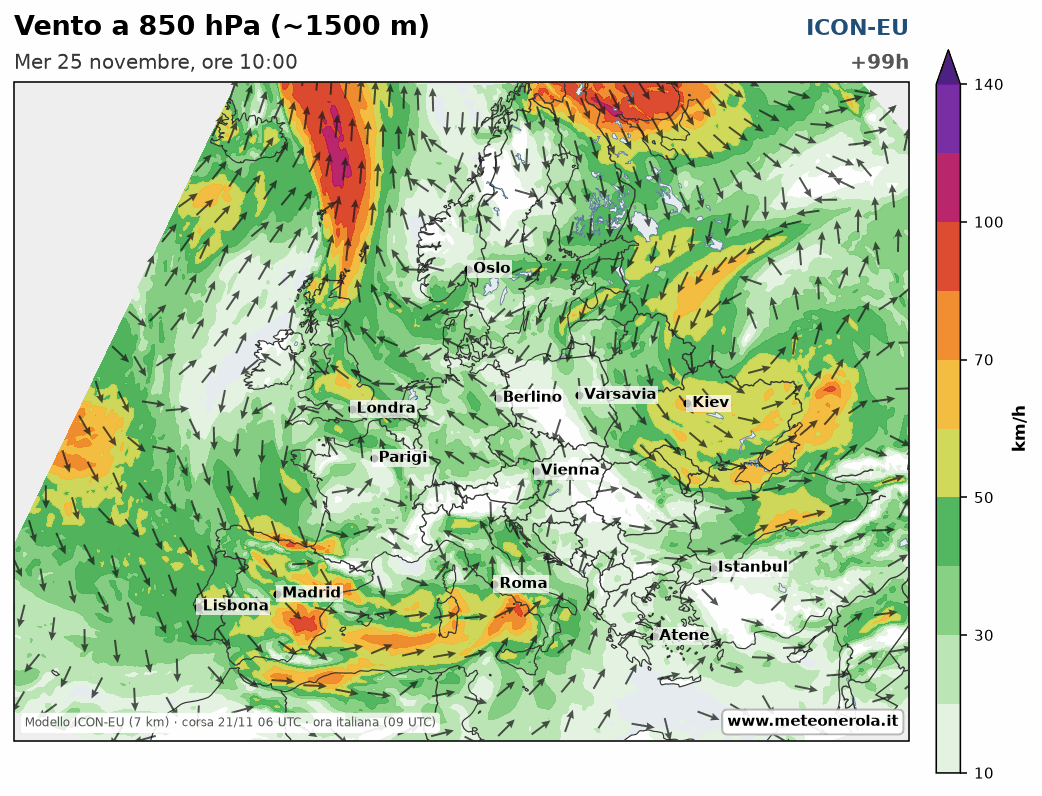 Vento a 850 hPa (~1500 m)
ICON-EU
Mer 25 novembre, ore 10:00
+99h
140
100
70
50
30
10
km/h
Oslo
Londra
Berlino
Varsavia
Kiev
Parigi
Vienna
Madrid
Lisbona
Roma
Istanbul
Atene
Modello ICON-EU (7 km) · corsa 21/11 06 UTC · ora italiana (09 UTC)
www.meteonerola.it